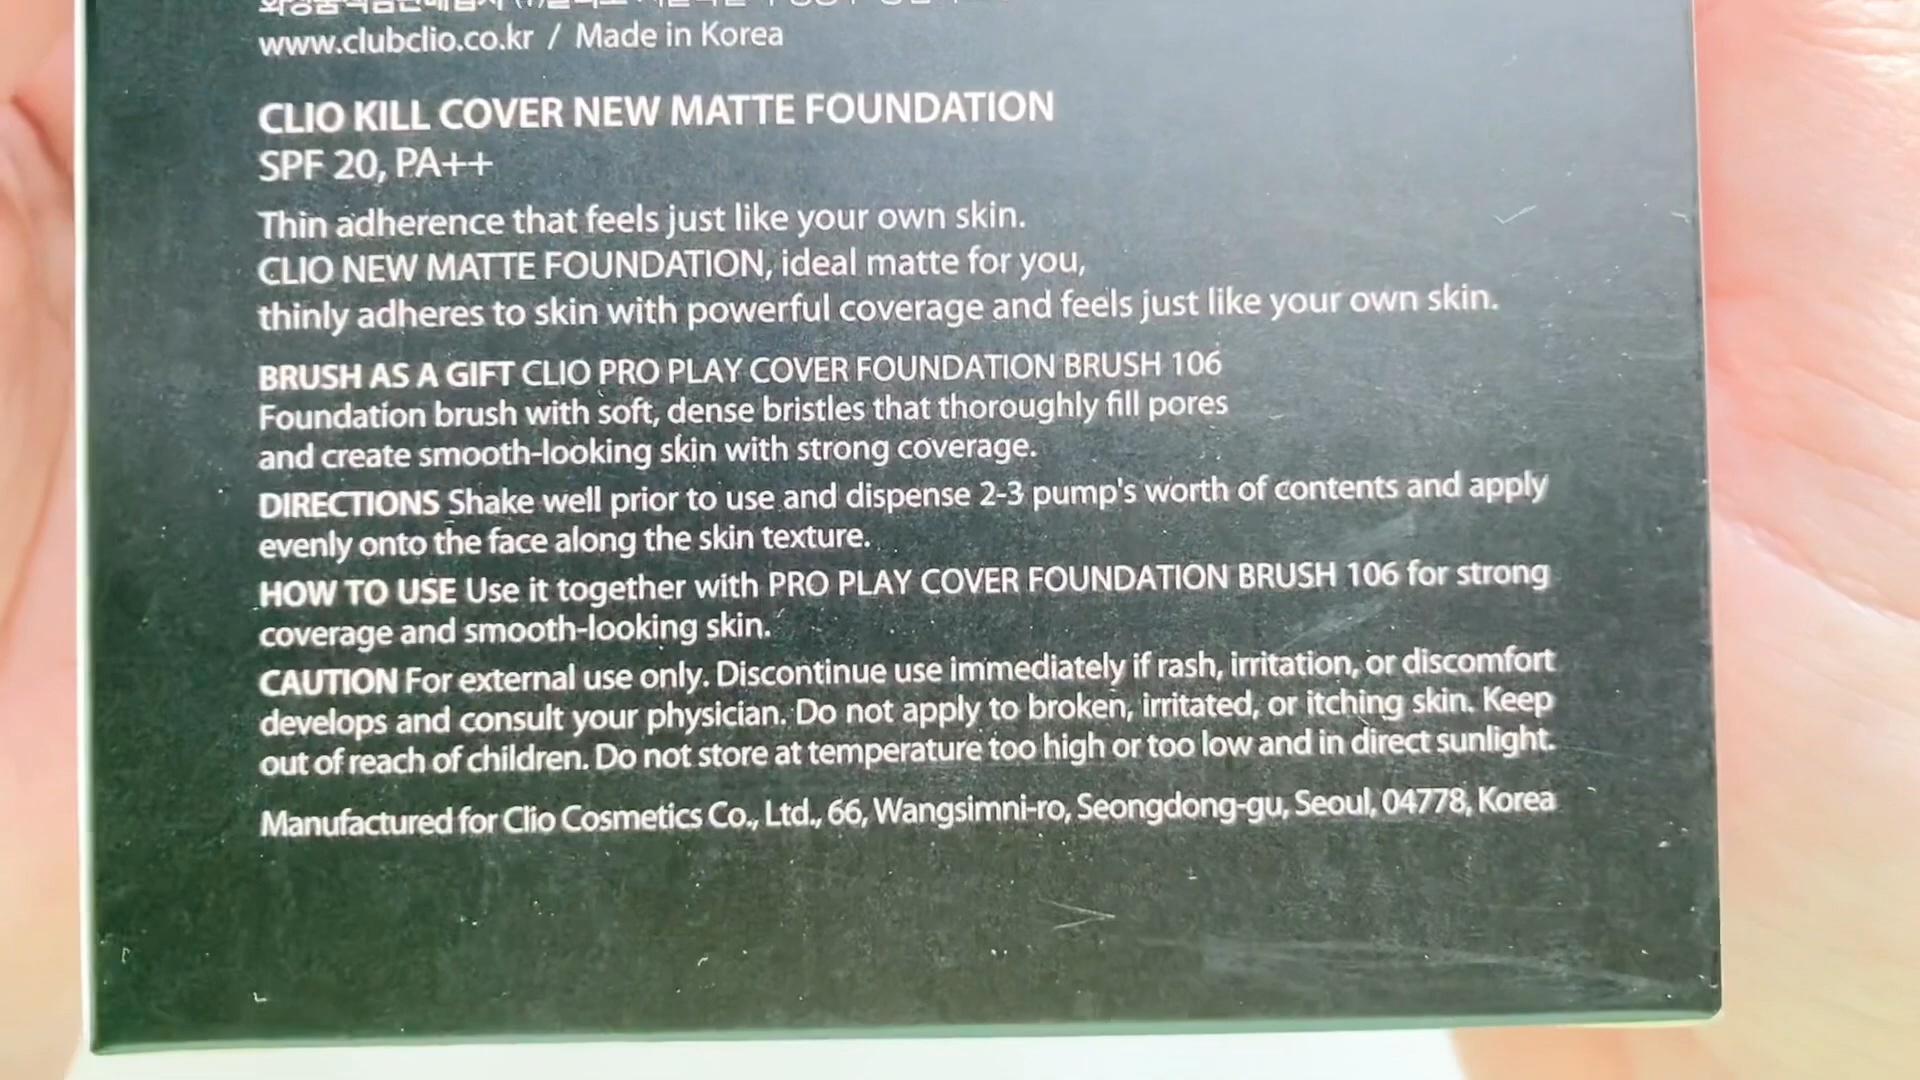 www.clubclio.co.kr / Made in Korea
CLIO KILL COVER NEW MATTE FOUNDATION
SPF 20, PA++
Thin adherence that feels just like your own skin.
CLIO NEW MATTE FOUNDATION, ideal matte for you,
thinly adheres to skin with powerful coverage and feels just like your own skin.
BRUSH AS A GIFT CLIO PRO PLAY COVER FOUNDATION BRUSH 106
Foundation brush with soft, dense bristles that thoroughly fill pores
and create smooth-looking skin with strong coverage.
DIRECTIONS Shake well prior to use and dispense 2-3 pump's worth of contents and apply
evenly onto the face along the skin texture.
HOW TO USE Use it together with PRO PLAY COVER FOUNDATION BRUSH 106 for strong
coverage and smooth-looking skin.
CAUTION For external use only. Discontinue use immediately if rash, irritation, or discomfort
develops and consult your physician. Do not apply to broken, irritated, or itching skin. Keep
out of reach of children. Do not store at temperature too high or too low and in direct sunlight.
Manufactured for Clio Cosmetics Co., Ltd., 66, Wangsimni-ro, Seongdong-gu, Seoul, 04778, Korea